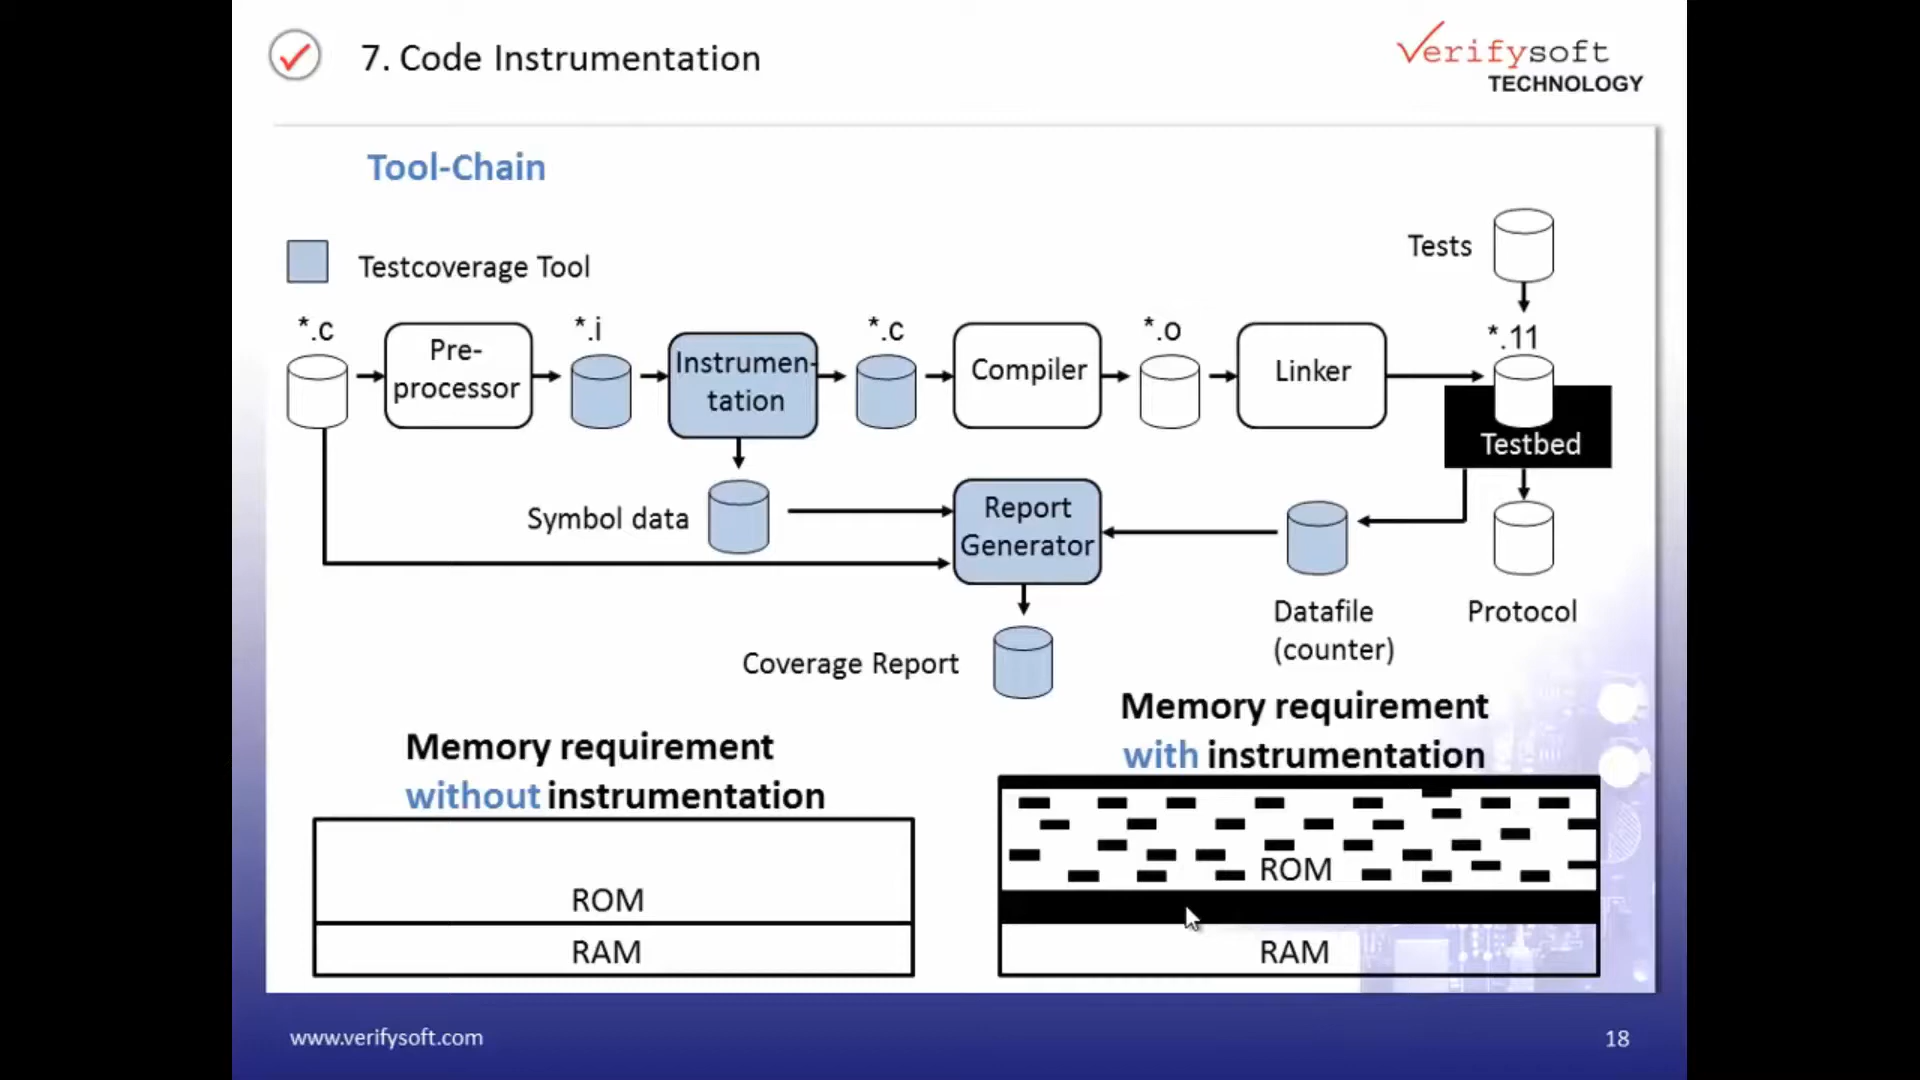 7. Code Instrumentation
Verifysoft
TECHNOLOGY
Tool-Chain
Testcoverage Tool
Tests
*.c
*.i
*.c
*.o
*.11
Pre-
processor
Instrumen-
tation
Compiler
Linker
Testbed
Symbol data
Report
Generator
Datafile
(counter)
Protocol
Coverage Report
Memory requirement
without instrumentation
ROM
RAM
Memory requirement
with instrumentation
ROM
RAM
www.verifysoft.com
18